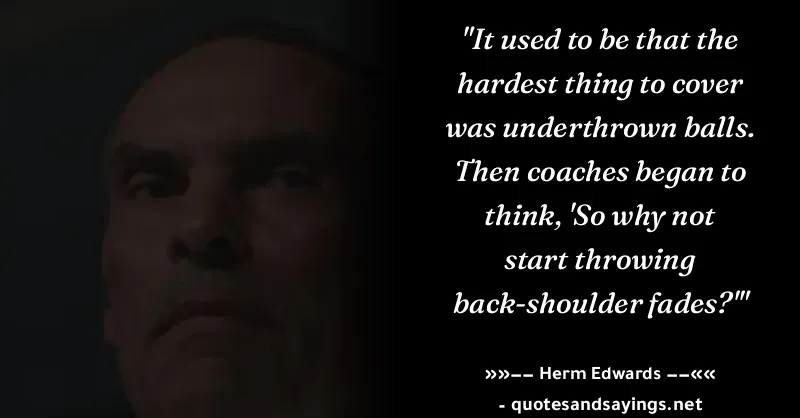 "It used to be that the
hardest thing to cover
was underthrown balls.
Then coaches began to
think, 'So why not
start throwing
back-shoulder fades?'"
»»−− Herm Edwards −−««
- quotesandsayings.net